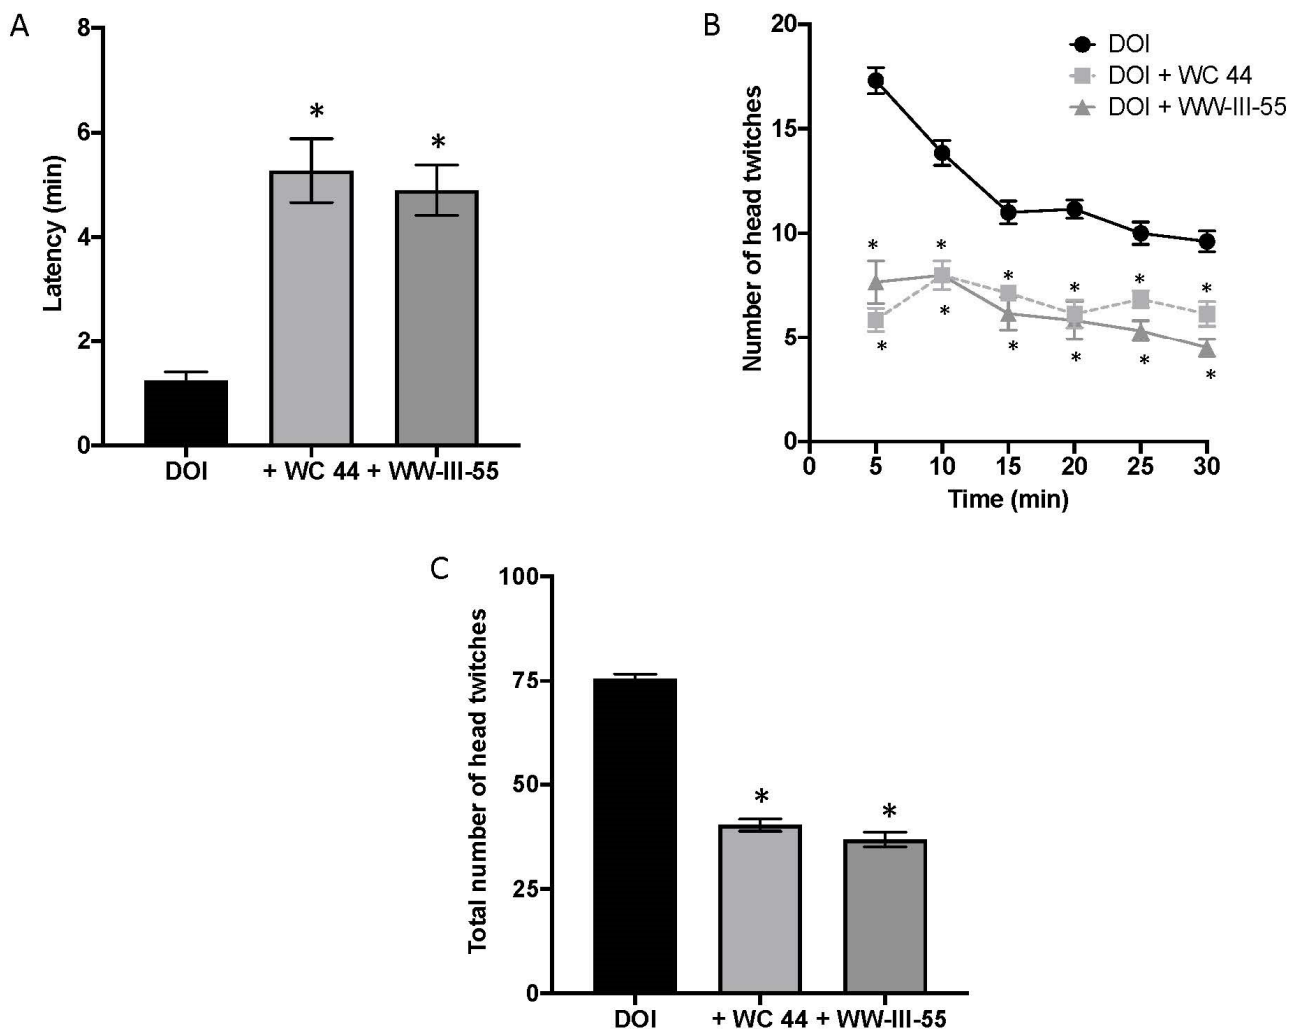 A
8
6
4
2
0
Latency (min)
*
*
DOI
+ WC 44
+ WW-III-55
B
20
15
10
5
0
Number of head twitches
DOI
DOI + WC 44
DOI + WW-III-55
* * * * * *
* * * * * *
0 5 10 15 20 25 30
Time (min)
C
100
75
50
25
0
Total number of head twitches
*
*
DOI
+ WC 44
+ WW-III-55